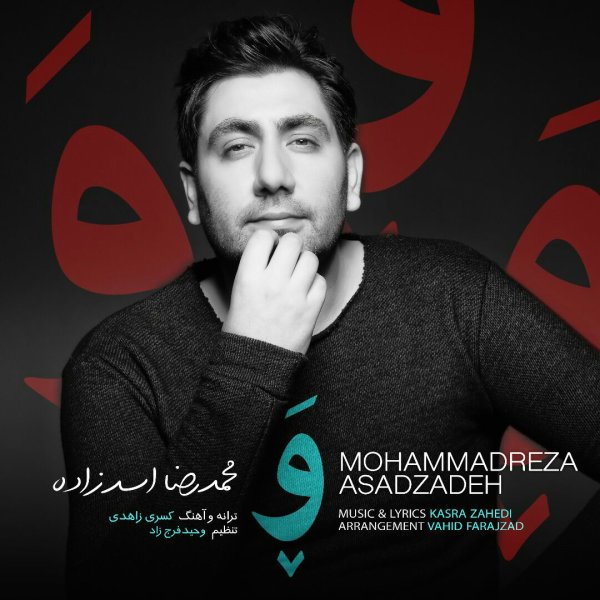 وَ
محمدرضا اسدزاده
ترانه و آهنگ کسری زاهدی
تنظیم وحید فرج زاد
MOHAMMADREZA
ASADZADEH
MUSIC & LYRICS KASRA ZAHEDI
ARRANGEMENT VAHID FARAJZAD